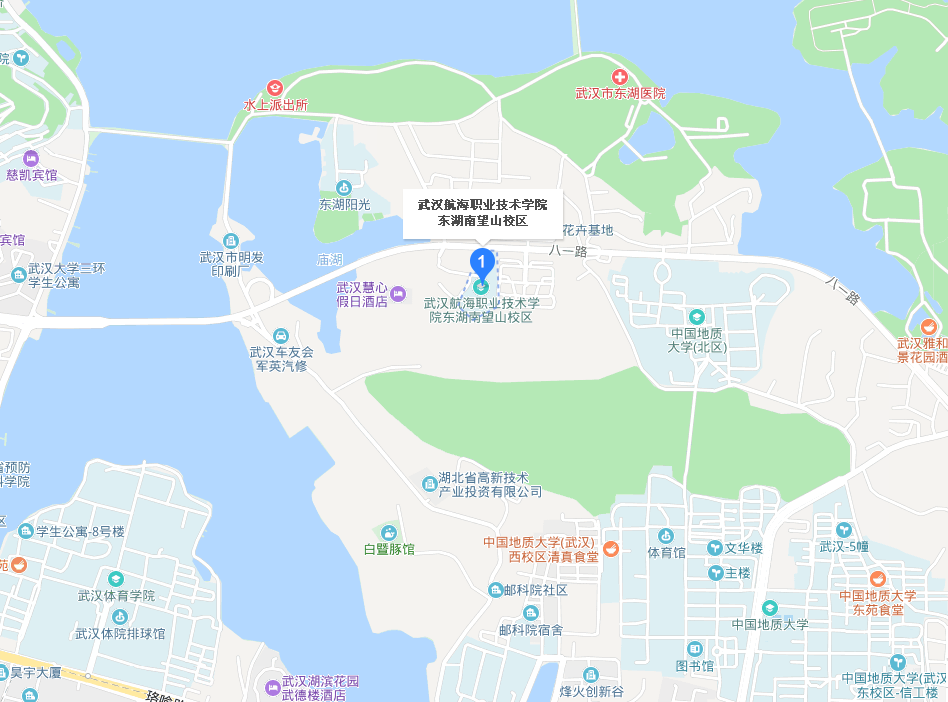 院
武汉市东湖医院
水上派出所
慈凯宾馆
东湖阳光
武汉航海职业技术学院
东湖南望山校区
花卉基地
宾馆
武汉市明发
印刷厂
八一路
庙湖
1
武汉大学二环
学生公寓
武汉慧心
假日酒店
八一路
武汉航海职业技术学
院东湖南望山校区
中国地质
大学(北区)
武汉雅和
景花园酒
武汉车友会
军英汽修
省预防
科学院
湖北省高新技术
产业投资有限公司
区
学生公寓-8号楼
白暨豚馆
中国地质大学(武汉)
西校区清真食堂
体育馆
文华楼
武汉-5幢
苑
主楼
武汉体育学院
邮科院社区
中国地质大学
东苑食堂
武汉体院排球馆
邮科院宿舍
中国地质大学
图书馆
昊宇大厦
武汉湖滨花园
武德楼酒店
烽火创新谷
中国地质大学(武汉
东校区-信工楼
珞喻路